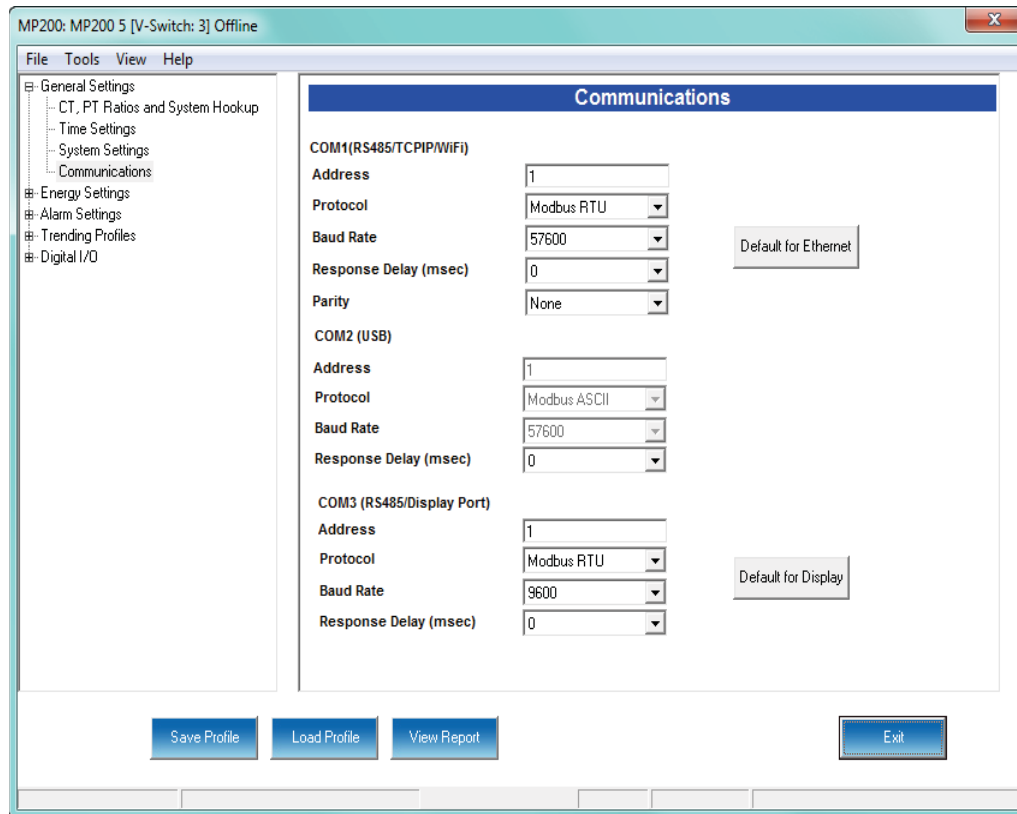 MP200: MP200 5 [V-Switch: 3] Offline
X
File Tools View Help
General Settings
CT, PT Ratios and System Hookup
Time Settings
System Settings
Communications
Energy Settings
Alarm Settings
Trending Profiles
Digital I/O
Communications
COM1(RS485/TCPIP/WiFi)
Address 1
Protocol Modbus RTU
Baud Rate 57600
Default for Ethernet
Response Delay (msec) 0
Parity None
COM2 (USB)
Address 1
Protocol Modbus ASCII
Baud Rate 57600
Response Delay (msec) 0
COM3 (RS485/Display Port)
Address 1
Protocol Modbus RTU
Default for Display
Baud Rate 9600
Response Delay (msec) 0
Save Profile Load Profile View Report Exit